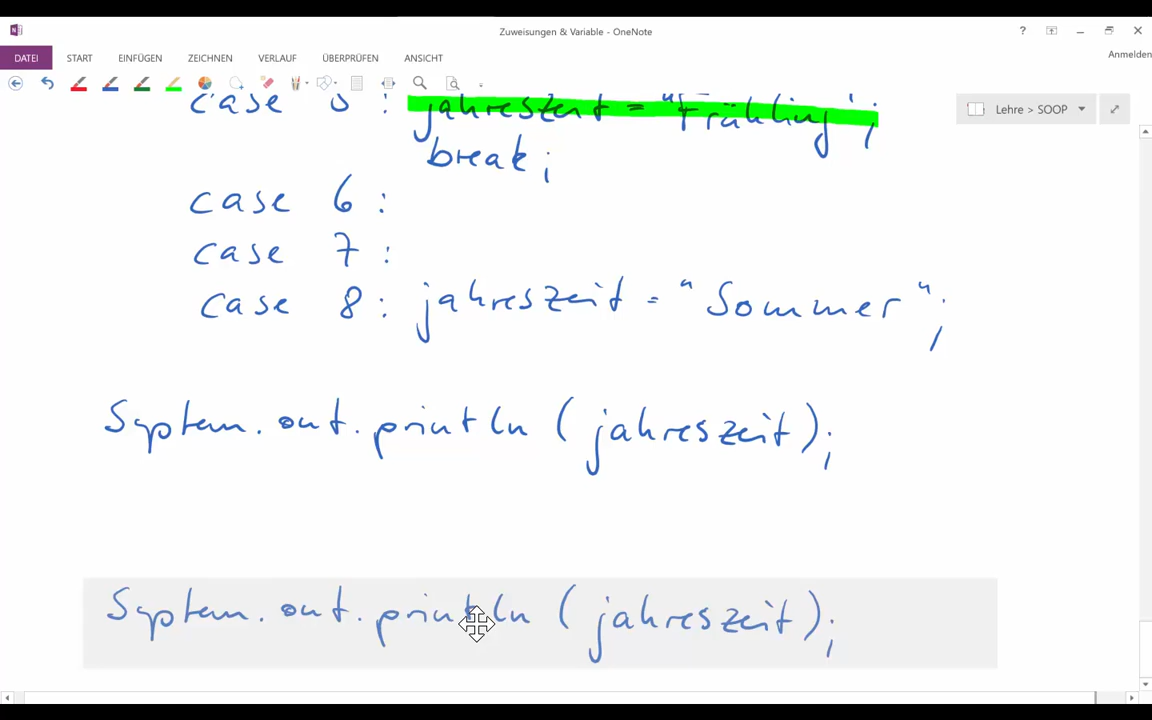 Zuweisungen & Variable - OneNote
?
DATEI START EINFÜGEN ZEICHNEN VERLAUF ÜBERPRÜFEN ANSICHT
Anmelden
Lehre > SOOP
case 5 : jahreszeit = "Frühling";
break;
case 6 :
case 7 :
case 8 : jahreszeit = "Sommer";
System.out.println (jahreszeit);
System.out.println (jahreszeit);